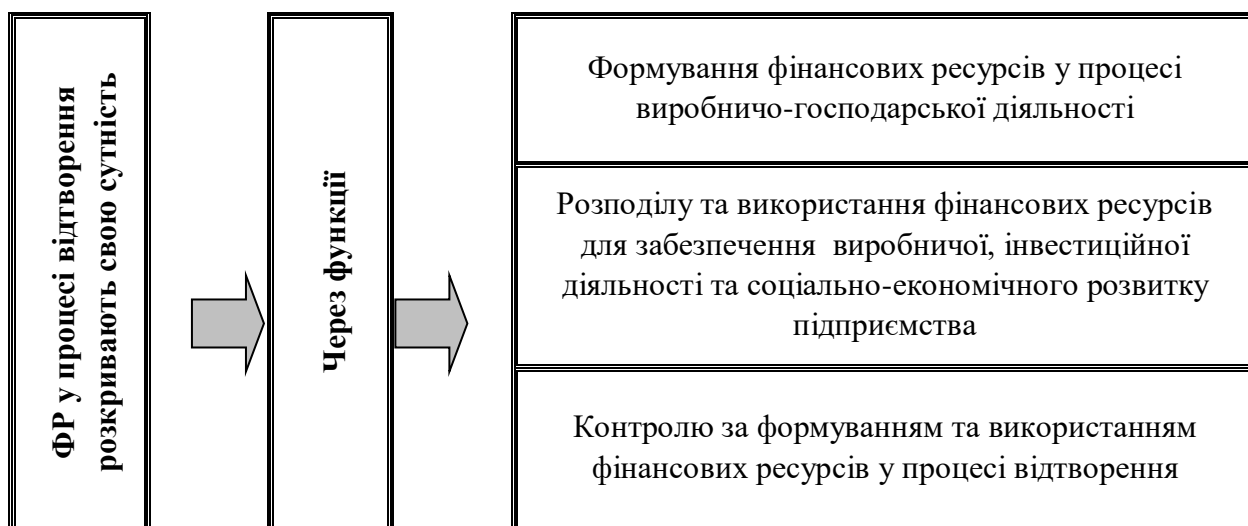 ФР у процесі відтворення
розкривають свою сутність
Через функції
Формування фінансових ресурсів у процесі
виробничо-господарської діяльності
Розподілу та використання фінансових ресурсів
для забезпечення виробничої, інвестиційної
діяльності та соціально-економічного розвитку
підприємства
Контролю за формуванням та використанням
фінансових ресурсів у процесі відтворення